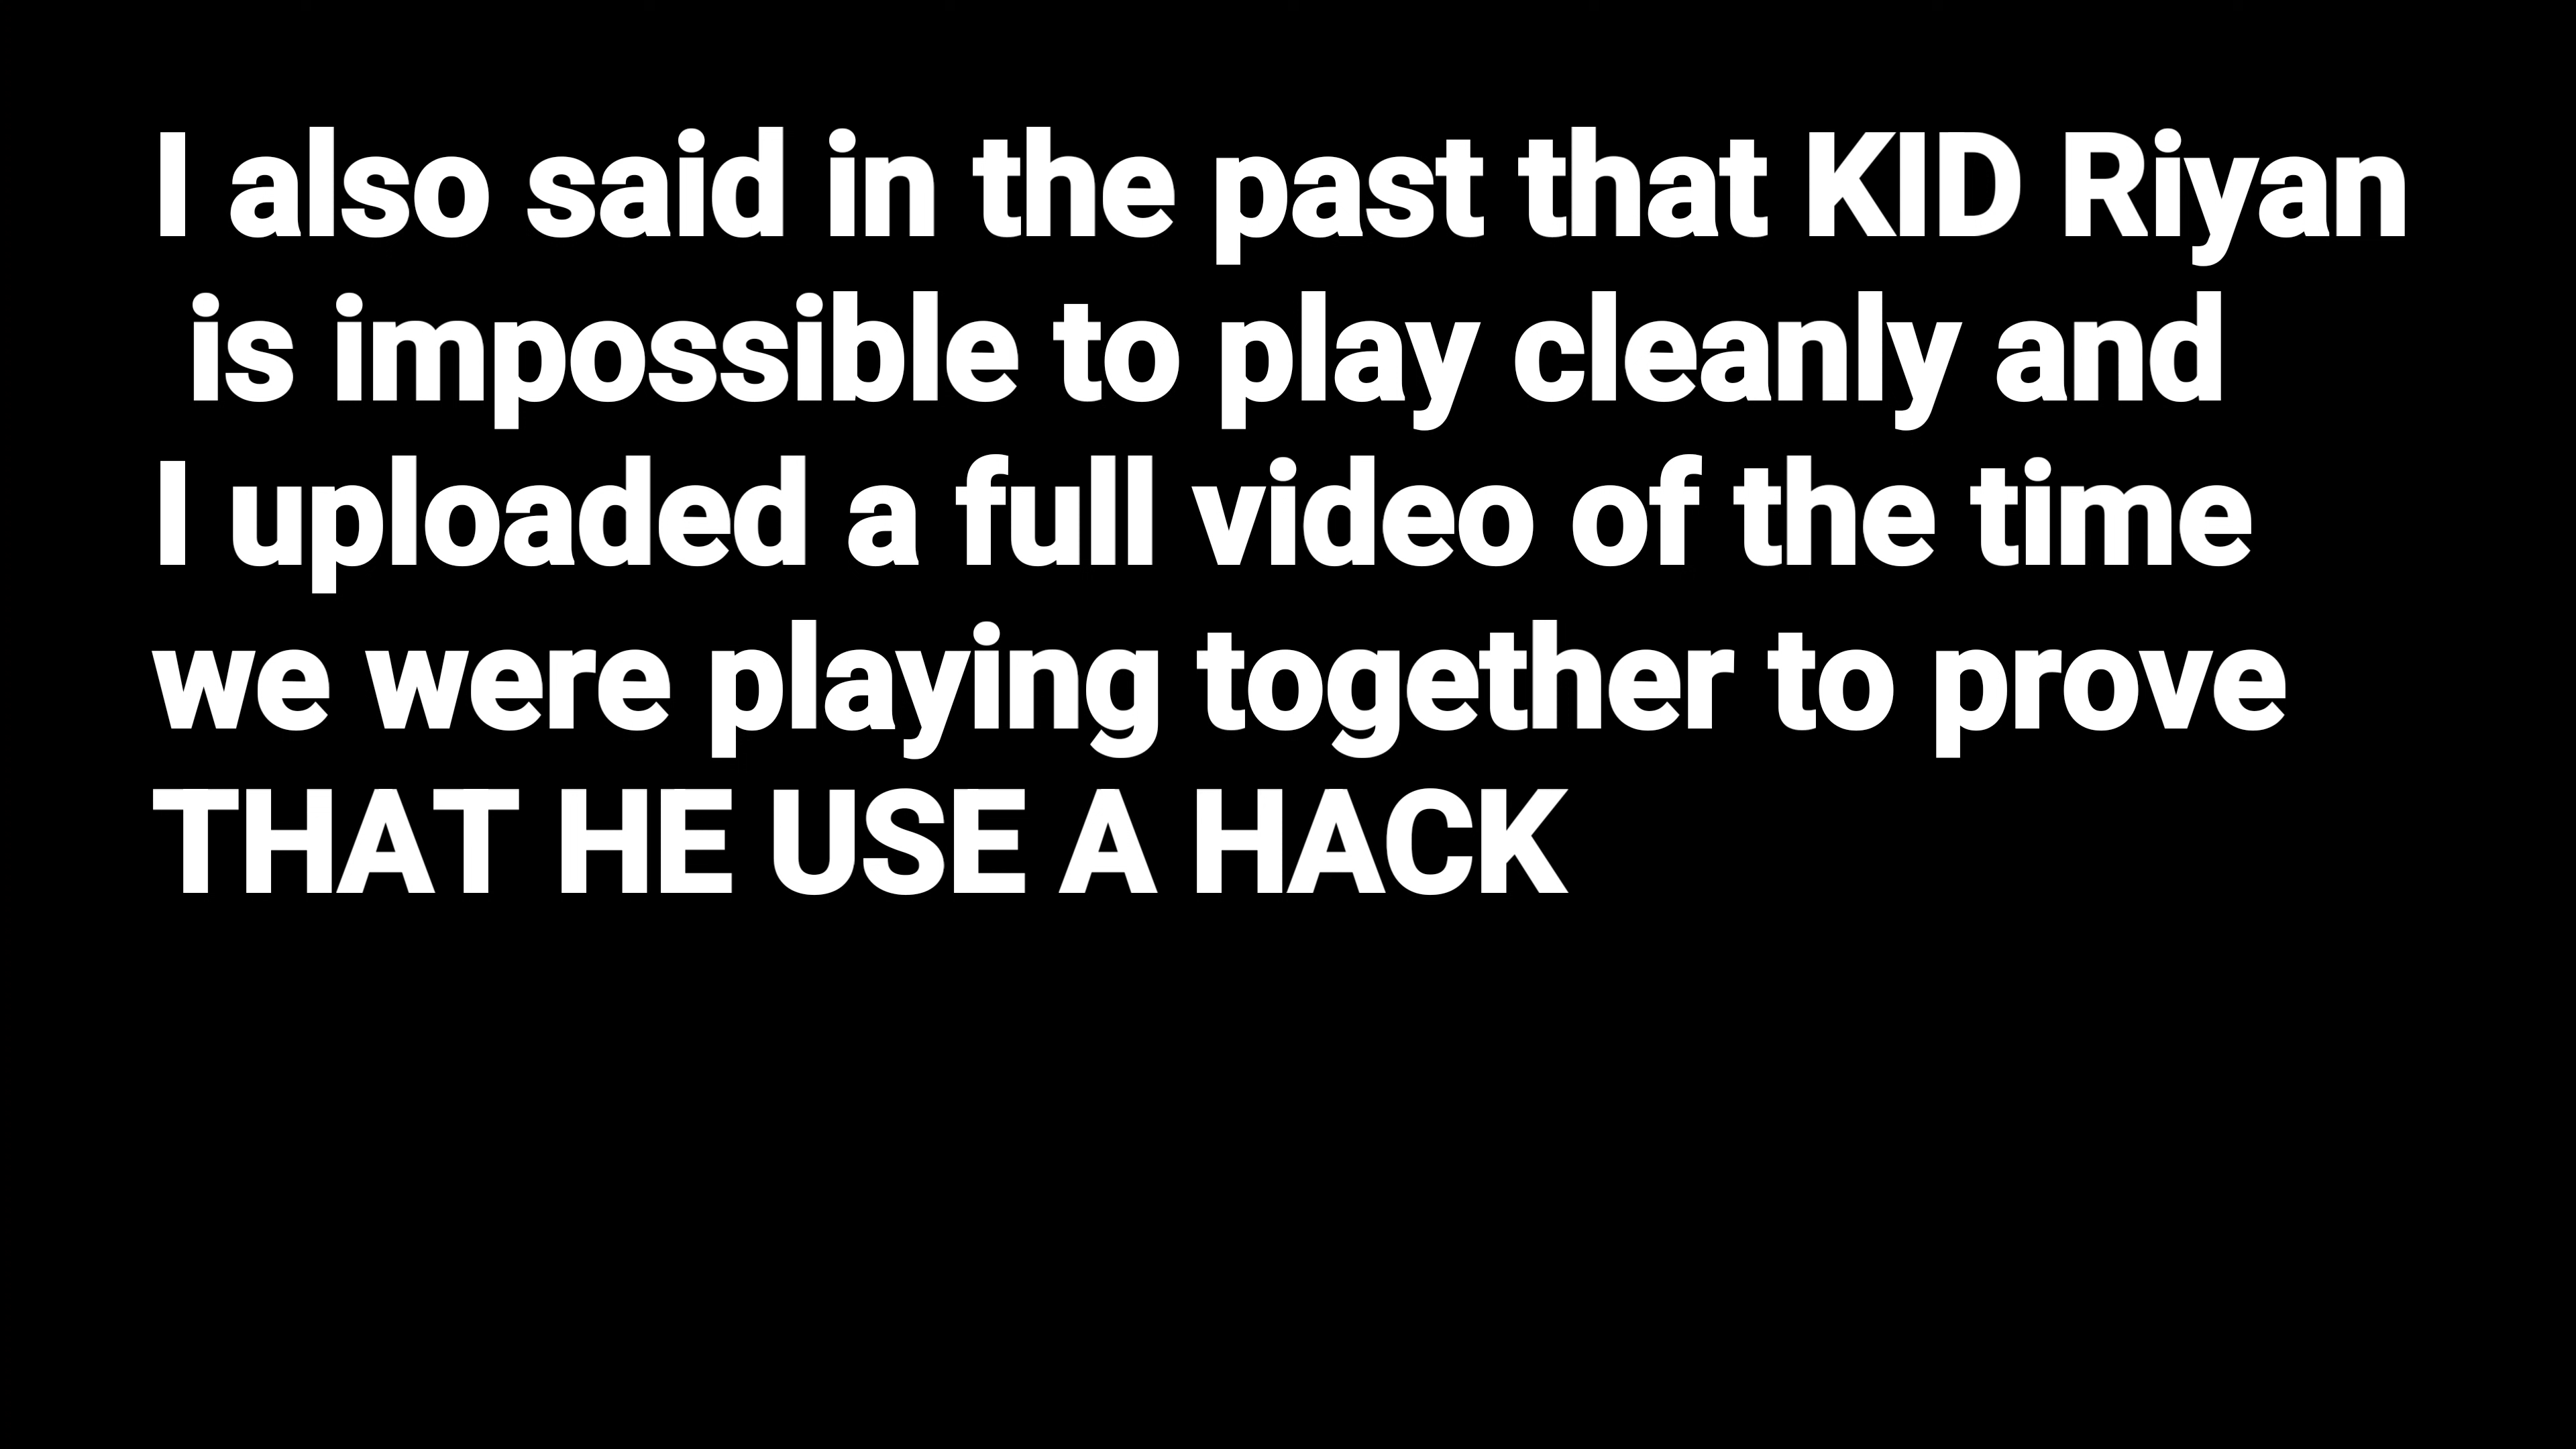 I also said in the past that KID Riyan
is impossible to play cleanly and
I uploaded a full video of the time
we were playing together to prove
THAT HE USE A HACK